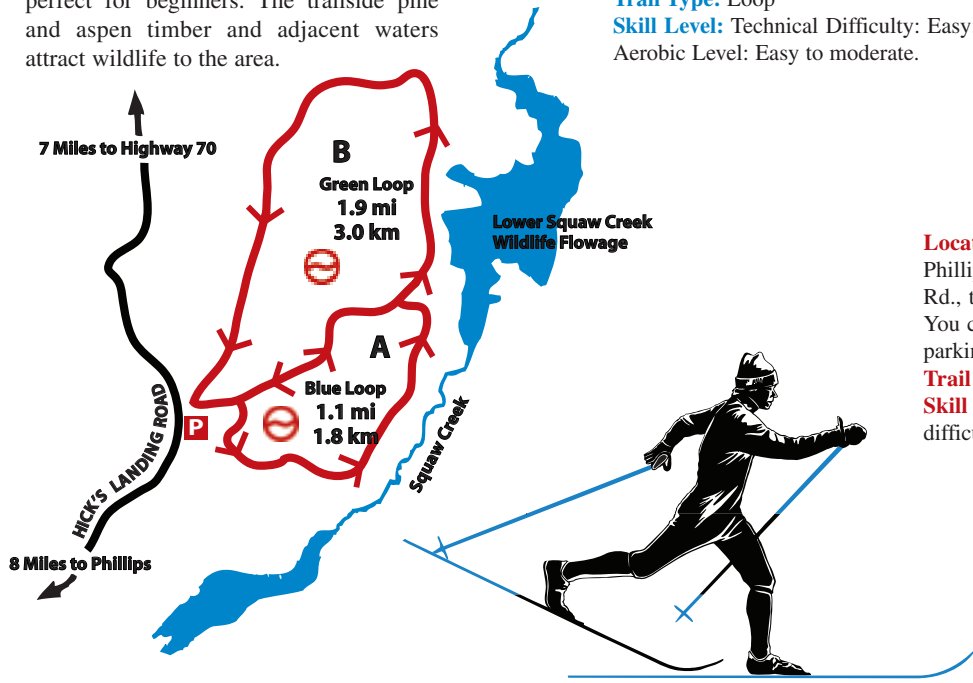 perfect for beginners. The trailside pine
and aspen timber and adjacent waters
attract wildlife to the area.
Trail Type: Loop
Skill Level: Technical Difficulty: Easy
Aerobic Level: Easy to moderate.
7 Miles to Highway 70
B
Green Loop
1.9 mi
3.0 km
Lower Squaw Creek
Wildlife Flowage
A
Blue Loop
1.1 mi
1.8 km
P
HICK'S LANDING ROAD
Squaw Creek
8 Miles to Phillips
Phillip
Rd., t
You c
parkin
Trail
Skill
difficu